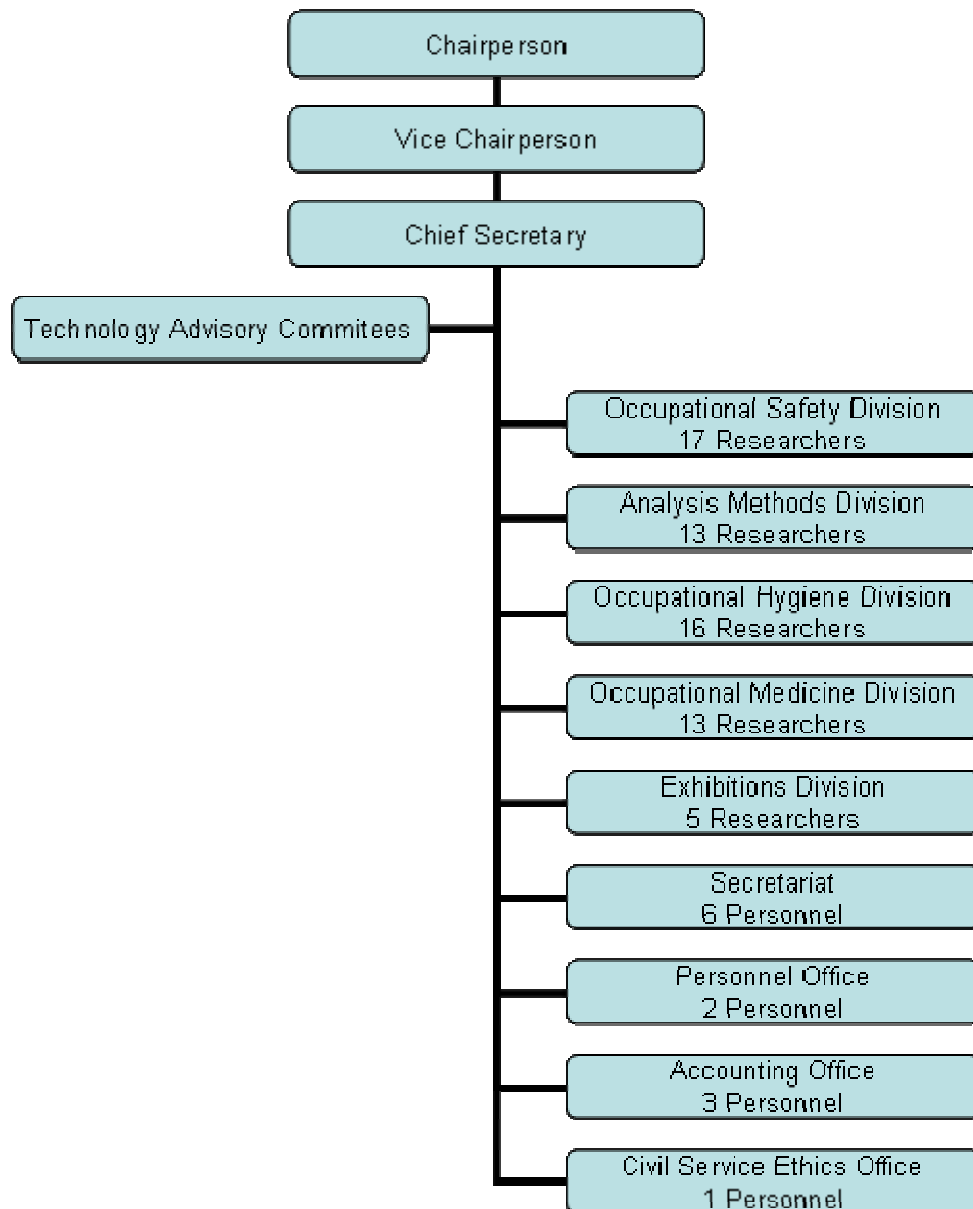 Chairperson
Vice Chairperson
Chief Secretary
Technology Advisory Commitees
Occupational Safety Division
17 Researchers
Analysis Methods Division
13 Researchers
Occupational Hygiene Division
16 Researchers
Occupational Medicine Division
13 Researchers
Exhibitions Division
5 Researchers
Secretariat
6 Personnel
Personnel Office
2 Personnel
Accounting Office
3 Personnel
Civil Service Ethics Office
1 Personnel